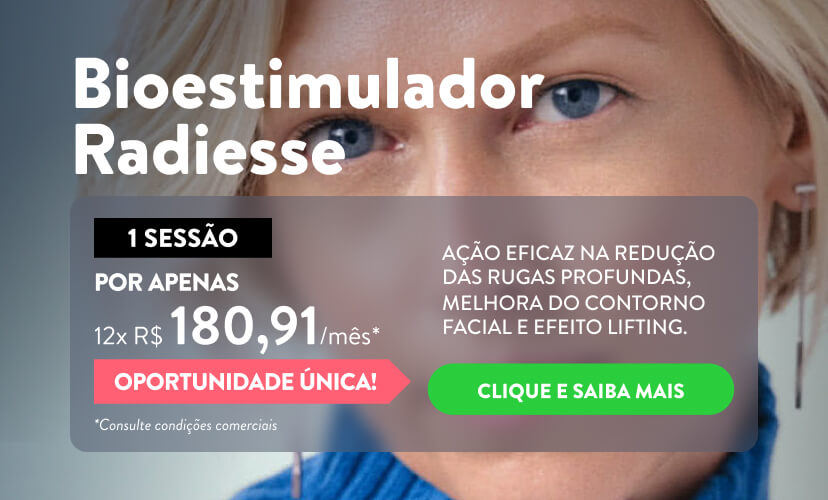 Bioestimulador
Radiesse
1 SESSÃO
POR APENAS
12x R$ 180,91/mês*
OPORTUNIDADE ÚNICA!
*Consulte condições comerciais
AÇÃO EFICAZ NA REDUÇÃO
DAS RUGAS PROFUNDAS,
MELHORA DO CONTORNO
FACIAL E EFEITO LIFTING.
CLIQUE E SAIBA MAIS